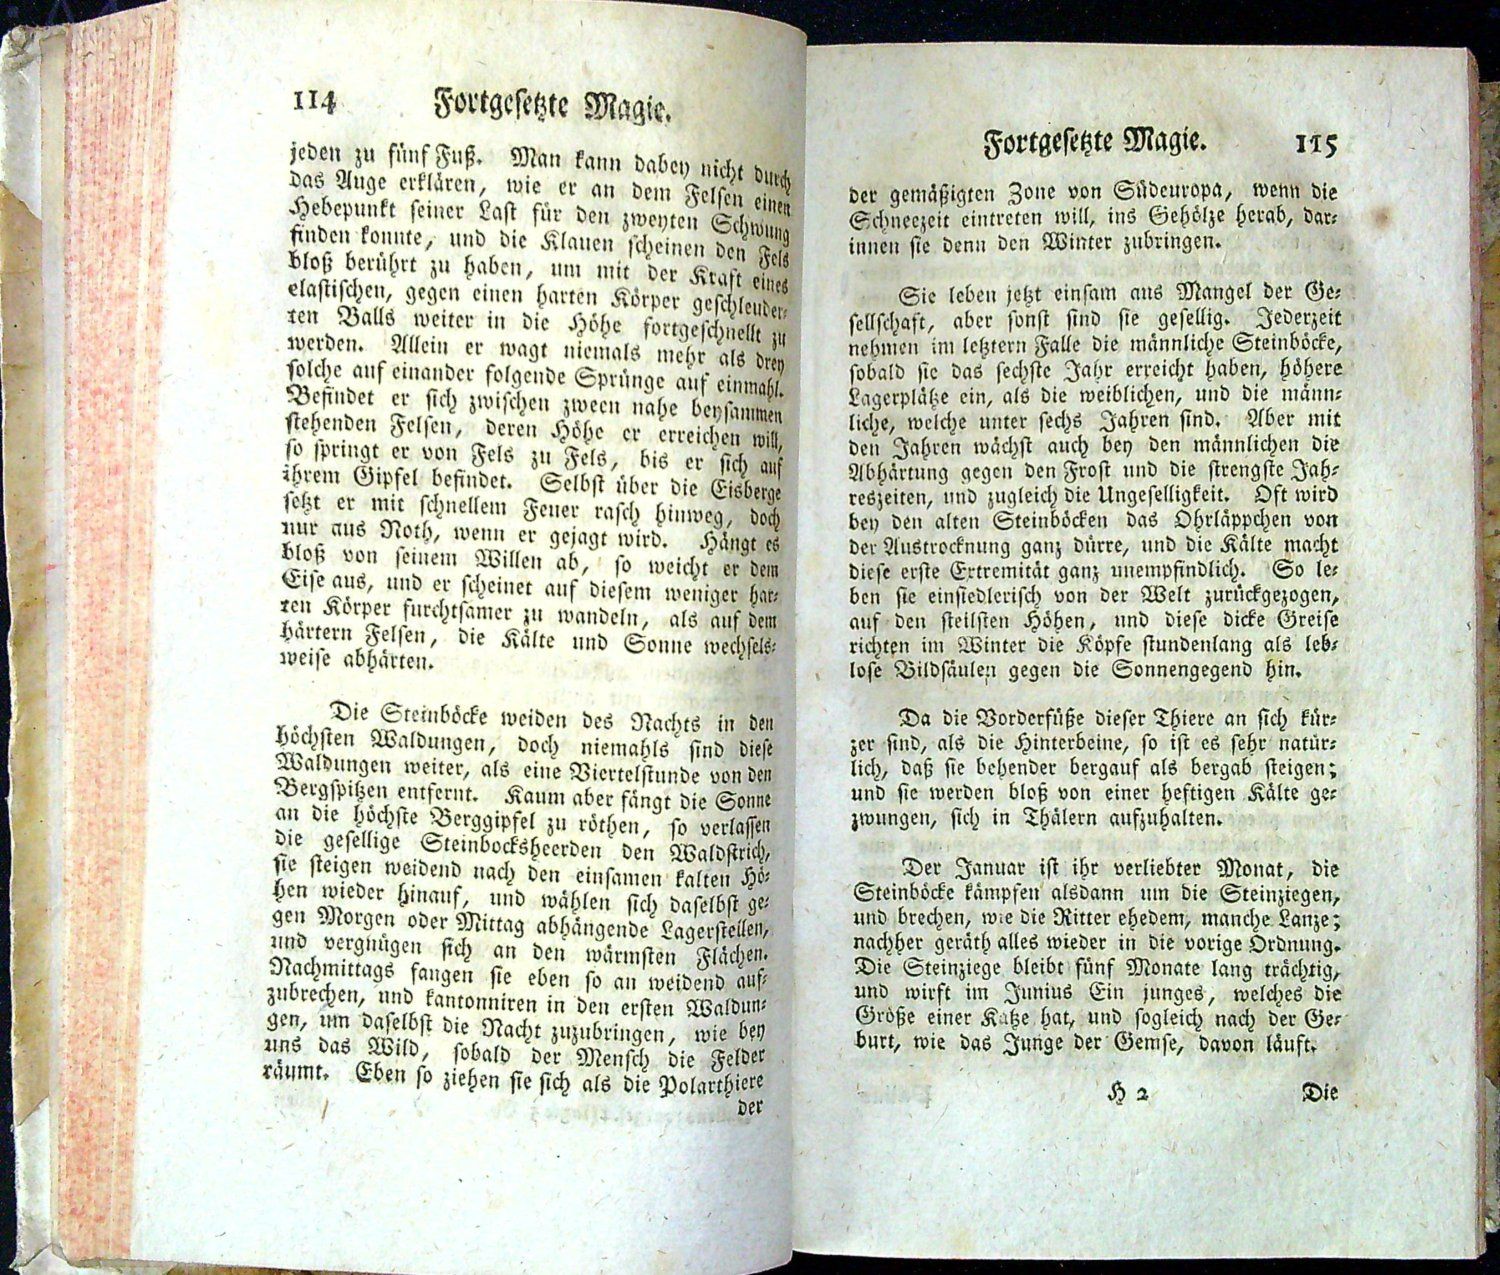 114 Fortgesetzte Magie.
jeden zu fünf Fuß. Man kann dabey nicht durch
das Auge erklären, wie er an dem Felsen einen
Hebepunkt seiner Last für den zweyten Schwung
finden konnte, und die Klauen scheinen den Fels
bloß berührt zu haben, um mit der Kraft eines
elastischen, gegen einen harten Körper geschleuder-
ten Balls weiter in die Höhe fortgeschnellt zu
werden. Allein er wagt niemals mehr als drey
solche auf einander folgende Sprünge auf einmahl.
Befindet er sich zwischen zween nahe beysammen
stehenden Felsen, deren Höhe er erreichen will,
so springt er von Fels zu Fels, bis er sich auf
ihrem Gipfel befindet. Selbst über die Eisberge
setzt er mit schnellem Feuer rasch hinweg, doch
nur aus Noth, wenn er gejagt wird. Hängt es
bloß von seinem Willen ab, so weicht er dem
Eise aus, und er scheinet auf diesem weniger har-
ten Körper furchtsamer zu wandeln, als auf dem
härtern Felsen, die Kälte und Sonne wechsels-
weise abhärten.
Die Steinböcke weiden des Nachts in den
höchsten Waldungen, doch niemahls sind diese
Waldungen weiter, als eine Viertelstunde von den
Bergspitzen entfernt. Kaum aber fängt die Sonne
an die höchste Berggipfel zu röthen, so verlassen
die gesellige Steinbocksheerden den Waldstrich,
sie steigen weidend nach den einsamen kalten Hö-
hen wieder hinauf, und wählen sich daselbst ge-
gen Morgen oder Mittag abhängende Lagerstellen,
und vergnügen sich an den wärmsten Flächen.
Nachmittags fangen sie eben so an weidend auf-
zubrechen, und kantonniren in den ersten Waldun-
gen, um daselbst die Nacht zuzubringen, wie bey
uns das Wild, sobald der Mensch die Felder
räumt. Eben so ziehen sie sich als die Polarthiere
der
Fortgesetzte Magie. 115
der gemäßigten Zone von Südeuropa, wenn die
Schneezeit eintreten will, ins Gehölze herab, dar-
innen sie denn den Winter zubringen.
Sie leben jetzt einsam aus Mangel der Ge-
sellschaft, aber sonst sind sie gesellig. Jederzeit
nehmen im letztern Falle die männliche Steinböcke,
sobald sie das sechste Jahr erreicht haben, höhere
Lagerplätze ein, als die weiblichen, und die männ-
liche, welche unter sechs Jahren sind. Aber mit
den Jahren wächst auch bey den männlichen die
Abhärtung gegen den Frost und die strengste Jah-
reszeiten, und zugleich die Ungeselligkeit. Oft wird
bey den alten Steinböcken das Ohrläppchen von
der Austrocknung ganz dürre, und die Kälte macht
diese erste Extremität ganz unempfindlich. So le-
ben sie einsiedlerisch von der Welt zurückgezogen,
auf den steilsten Höhen, und diese dicke Greise
richten im Winter die Köpfe stundenlang als leb-
lose Bildsäulen gegen die Sonnengegend hin.
Da die Vorderfüße dieser Thiere an sich kür-
zer sind, als die Hinterbeine, so ist es sehr natür-
lich, daß sie behender bergauf als bergab steigen;
und sie werden bloß von einer heftigen Kälte ge-
zwungen, sich in Thälern aufzuhalten.
Der Januar ist ihr verliebter Monat, die
Steinböcke kämpfen alsdann um die Steinziegen,
und brechen, wie die Ritter ehedem, manche Lanze;
nachher geräth alles wieder in die vorige Ordnung.
Die Steinziege bleibt fünf Monate lang trächtig,
und wirft im Junius Ein junges, welches die
Größe einer Katze hat, und sogleich nach der Ge-
burt, wie das Junge der Gemse, davon läuft.
H 2 Die